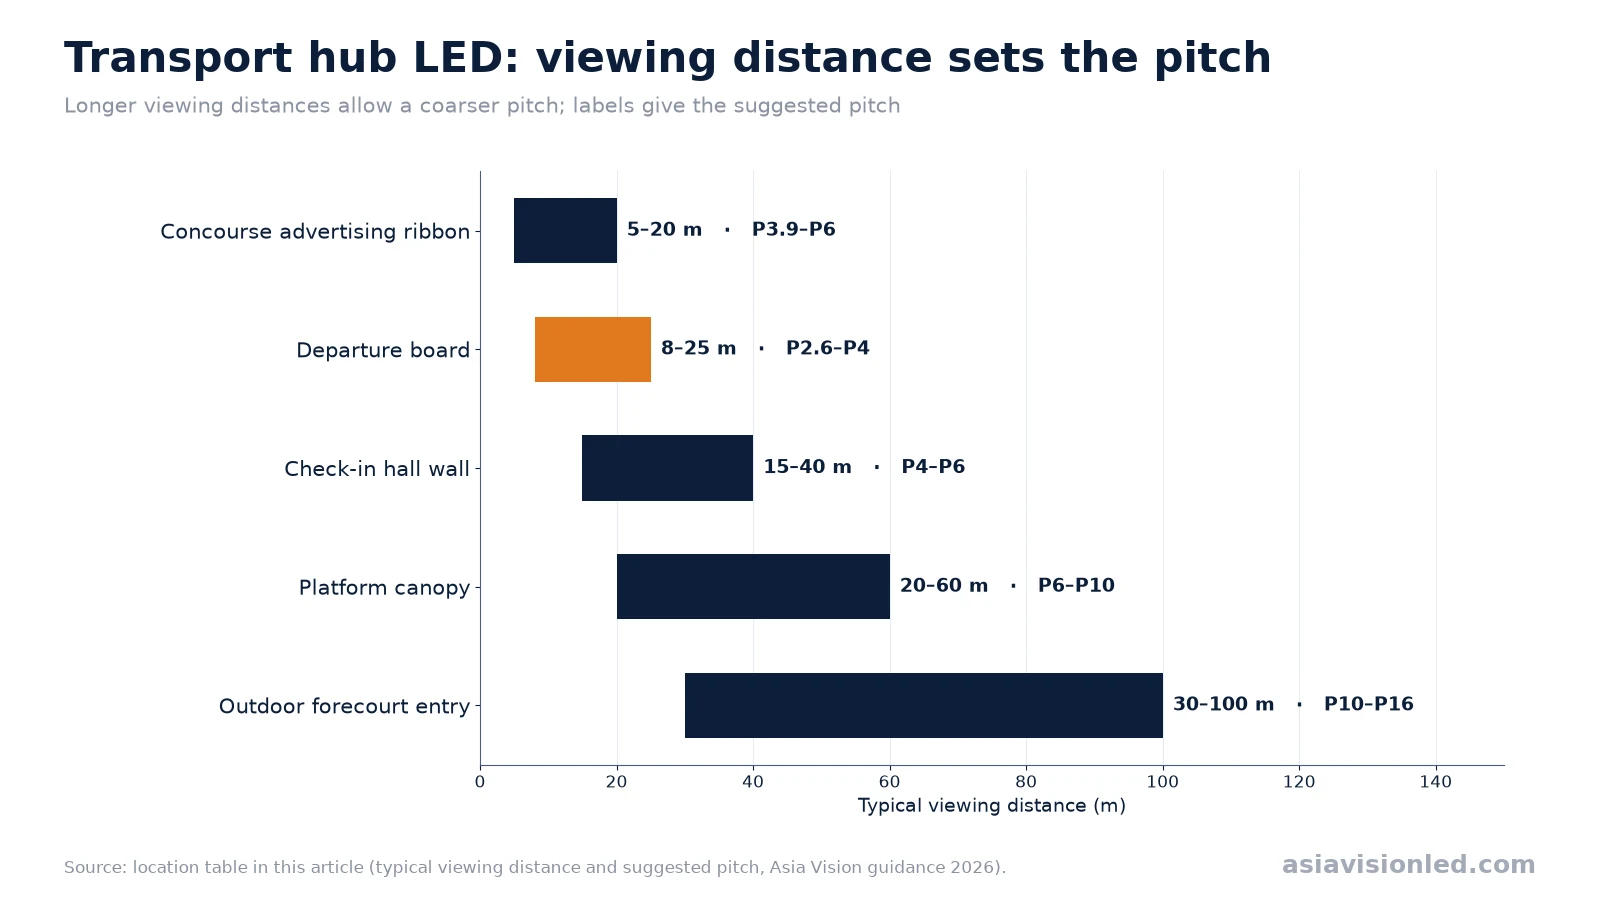 Transport hub LED: viewing distance sets the pitch
Longer viewing distances allow a coarser pitch; labels give the suggested pitch
Concourse advertising ribbon
5–20 m · P3.9–P6
Departure board
8–25 m · P2.6–P4
Check-in hall wall
15–40 m · P4–P6
Platform canopy
20–60 m · P6–P10
Outdoor forecourt entry
30–100 m · P10–P16
0 20 40 60 80 100 120 140
Typical viewing distance (m)
Source: location table in this article (typical viewing distance and suggested pitch, Asia Vision guidance 2026).
asiavisionled.com